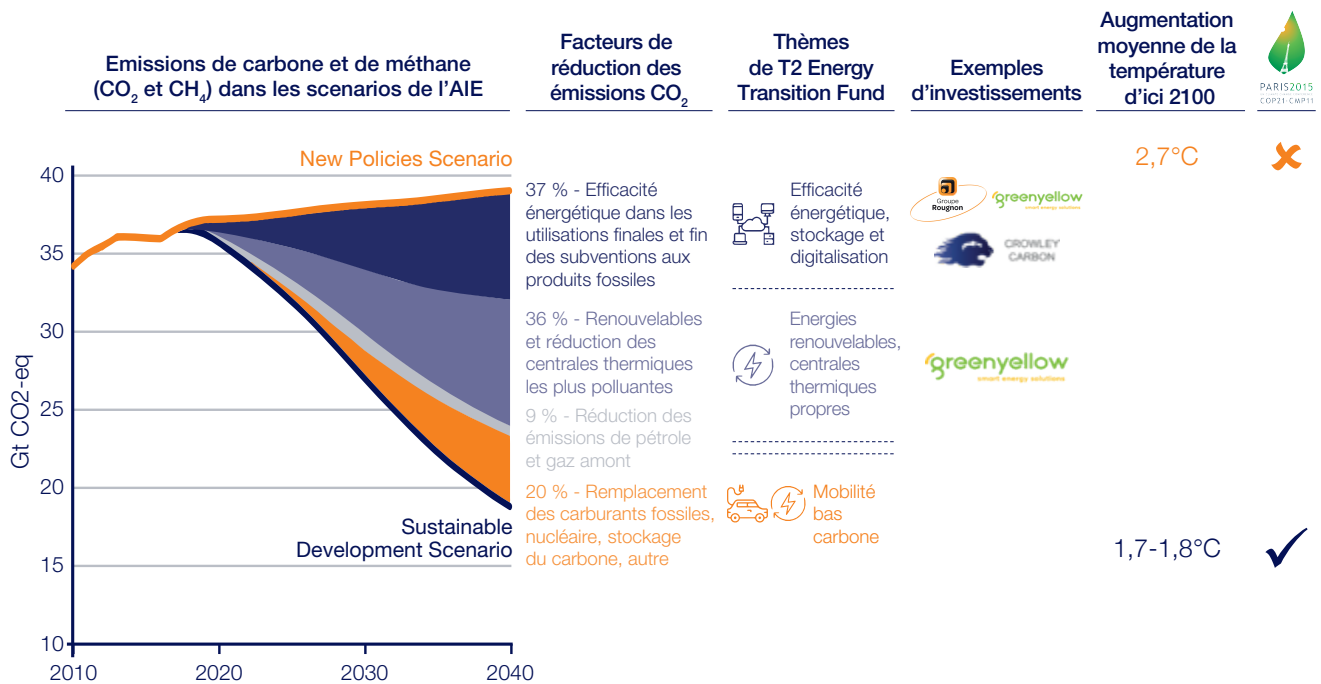 Emissions de carbone et de méthane
(CO₂ et CH₄) dans les scenarios de l’AIE
Facteurs de
réduction des
émissions CO₂
Thèmes
de T2 Energy
Transition Fund
Exemples
d’investissements
Augmentation
moyenne de la
température
d’ici 2100
PARIS2015
COP21·CMP11
New Policies Scenario
2,7°C
Gt CO2-eq
40
35
30
25
20
15
10
2010
2020
2030
2040
Sustainable
Development Scenario
37 % - Efficacité
énergétique dans les
utilisations finales et fin
des subventions aux
produits fossiles
Efficacité
énergétique,
stockage et
digitalisation
Groupe
Rougnon
greenyellow
smart energy solutions
CROWLEY
CARBON
36 % - Renouvelables
et réduction des
centrales thermiques
les plus polluantes
Energies
renouvelables,
centrales
thermiques
propres
greenyellow
smart energy solutions
9 % - Réduction des
émissions de pétrole
et gaz amont
20 % - Remplacement
des carburants fossiles,
nucléaire, stockage
du carbone, autre
Mobilité
bas
carbone
1,7-1,8°C